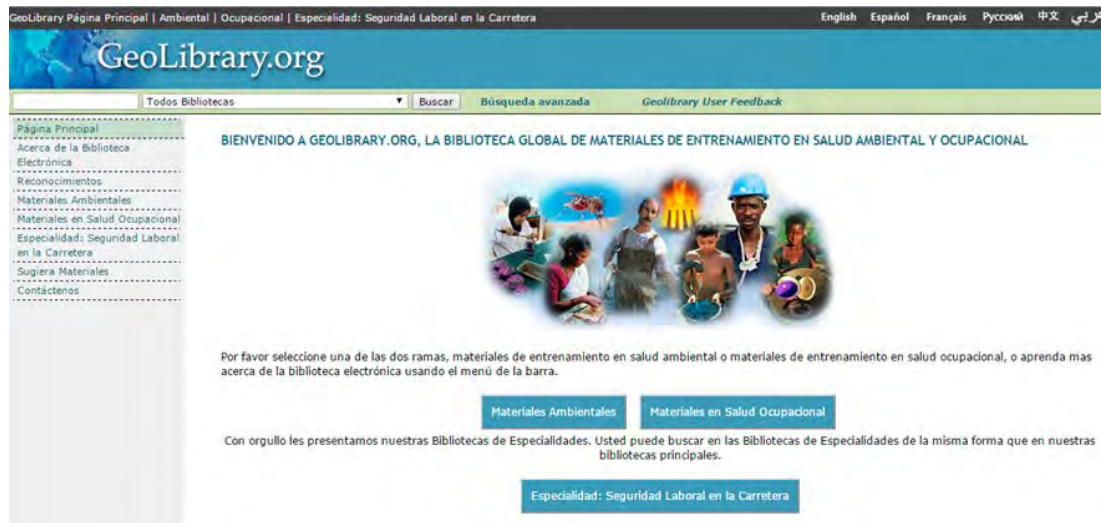 GeoLibrary Página Principal | Ambiental | Ocupacional | Especialidad: Seguridad Laboral en la Carretera English Español Français Русский 中文 عربي
GeoLibrary.org
Todos Bibliotecas Buscar Búsqueda avanzada Geolibrary User Feedback
Página Principal
Acerca de la Biblioteca
Electrónica
Reconocimientos
Materiales Ambientales
Materiales en Salud Ocupacional
Especialidad: Seguridad Laboral
en la Carretera
Sugiera Materiales
Contáctenos
BIENVENIDO A GEOLIBRARY.ORG, LA BIBLIOTECA GLOBAL DE MATERIALES DE ENTRENAMIENTO EN SALUD AMBIENTAL Y OCUPACIONAL
Por favor seleccione una de las dos ramas, materiales de entrenamiento en salud ambiental o materiales de entrenamiento en salud ocupacional, o aprenda mas
acerca de la biblioteca electrónica usando el menú de la barra.
Materiales Ambientales Materiales en Salud Ocupacional
Con orgullo les presentamos nuestras Bibliotecas de Especialidades. Usted puede buscar en las Bibliotecas de Especialidades de la misma forma que en nuestras
bibliotecas principales.
Especialidad: Seguridad Laboral en la Carretera